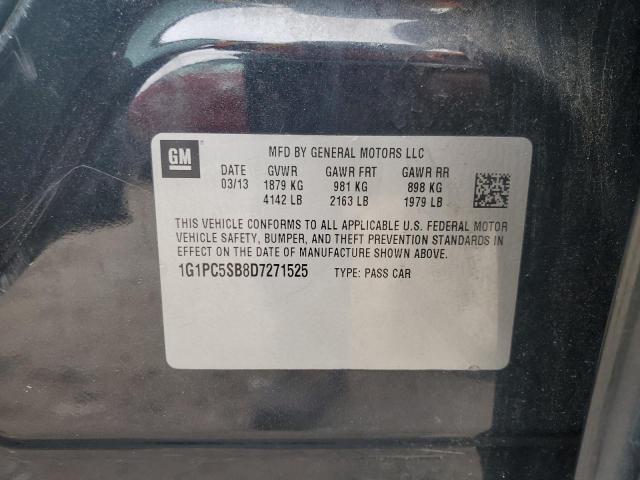 GM
MFD BY GENERAL MOTORS LLC
DATE GVWR GAWR FRT GAWR RR
03/13 1879 KG 981 KG 898 KG
4142 LB 2163 LB 1979 LB
THIS VEHICLE CONFORMS TO ALL APPLICABLE U.S. FEDERAL MOTOR
VEHICLE SAFETY, BUMPER, AND THEFT PREVENTION STANDARDS IN
EFFECT ON THE DATE OF MANUFACTURE SHOWN ABOVE.
1G1PC5SB8D7271525 TYPE: PASS CAR